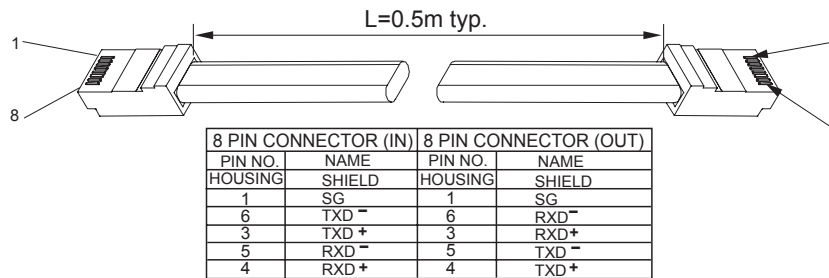 L=0.5m typ.
1
8
8 PIN CONNECTOR (IN) 8 PIN CONNECTOR (OUT)
PIN NO. NAME PIN NO. NAME
HOUSING SHIELD HOUSING SHIELD
1 SG 1 SG
6 TXD - 6 RXD-
3 TXD + 3 RXD+
5 RXD - 5 TXD -
4 RXD + 4 TXD+